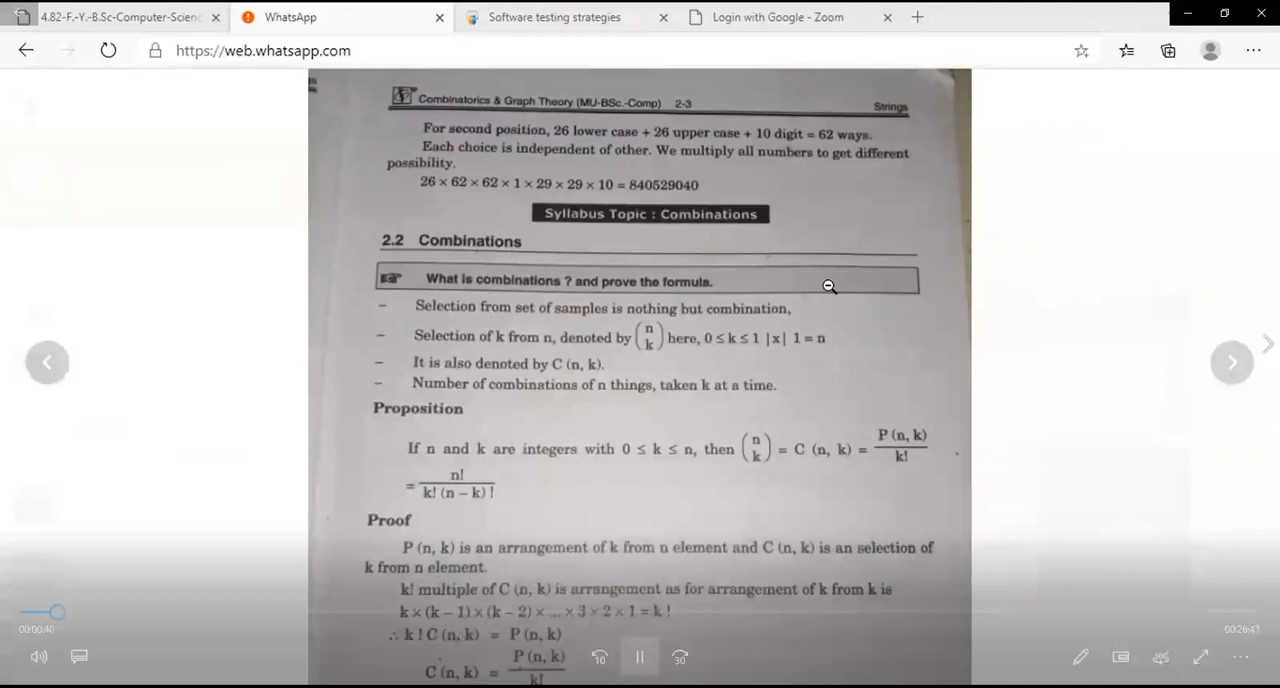 4.82-F.-Y.-B.Sc-Computer-Scienc
WhatsApp
Software testing strategies
Login with Google - Zoom
https://web.whatsapp.com
Combinatorics & Graph Theory (MU-BSc.-Comp) 2-3 Strings
For second position, 26 lower case + 26 upper case + 10 digit = 62 ways.
Each choice is independent of other. We multiply all numbers to get different
possibility.
26 × 62 × 62 × 1 × 29 × 29 × 10 = 840529040
Syllabus Topic : Combinations
2.2 Combinations
What is combinations ? and prove the formula.
– Selection from set of samples is nothing but combination,
– Selection of k from n, denoted by (n k) here, 0 ≤ k ≤ 1 |x| 1 = n
– It is also denoted by C (n, k).
– Number of combinations of n things, taken k at a time.
Proposition
If n and k are integers with 0 ≤ k ≤ n, then (n k) = C (n, k) = P (n, k) / k!
= n! / k! (n – k) !
Proof
P (n, k) is an arrangement of k from n element and C (n, k) is an selection of
k from n element.
k! multiple of C (n, k) is arrangement as for arrangement of k from k is
k × (k – 1) × (k – 2) × ... × 3 × 2 × 1 = k !
∴ k ! C (n, k) = P (n, k)
C (n, k) = P (n, k) / k!
00:00:40
00:26:47
10
30